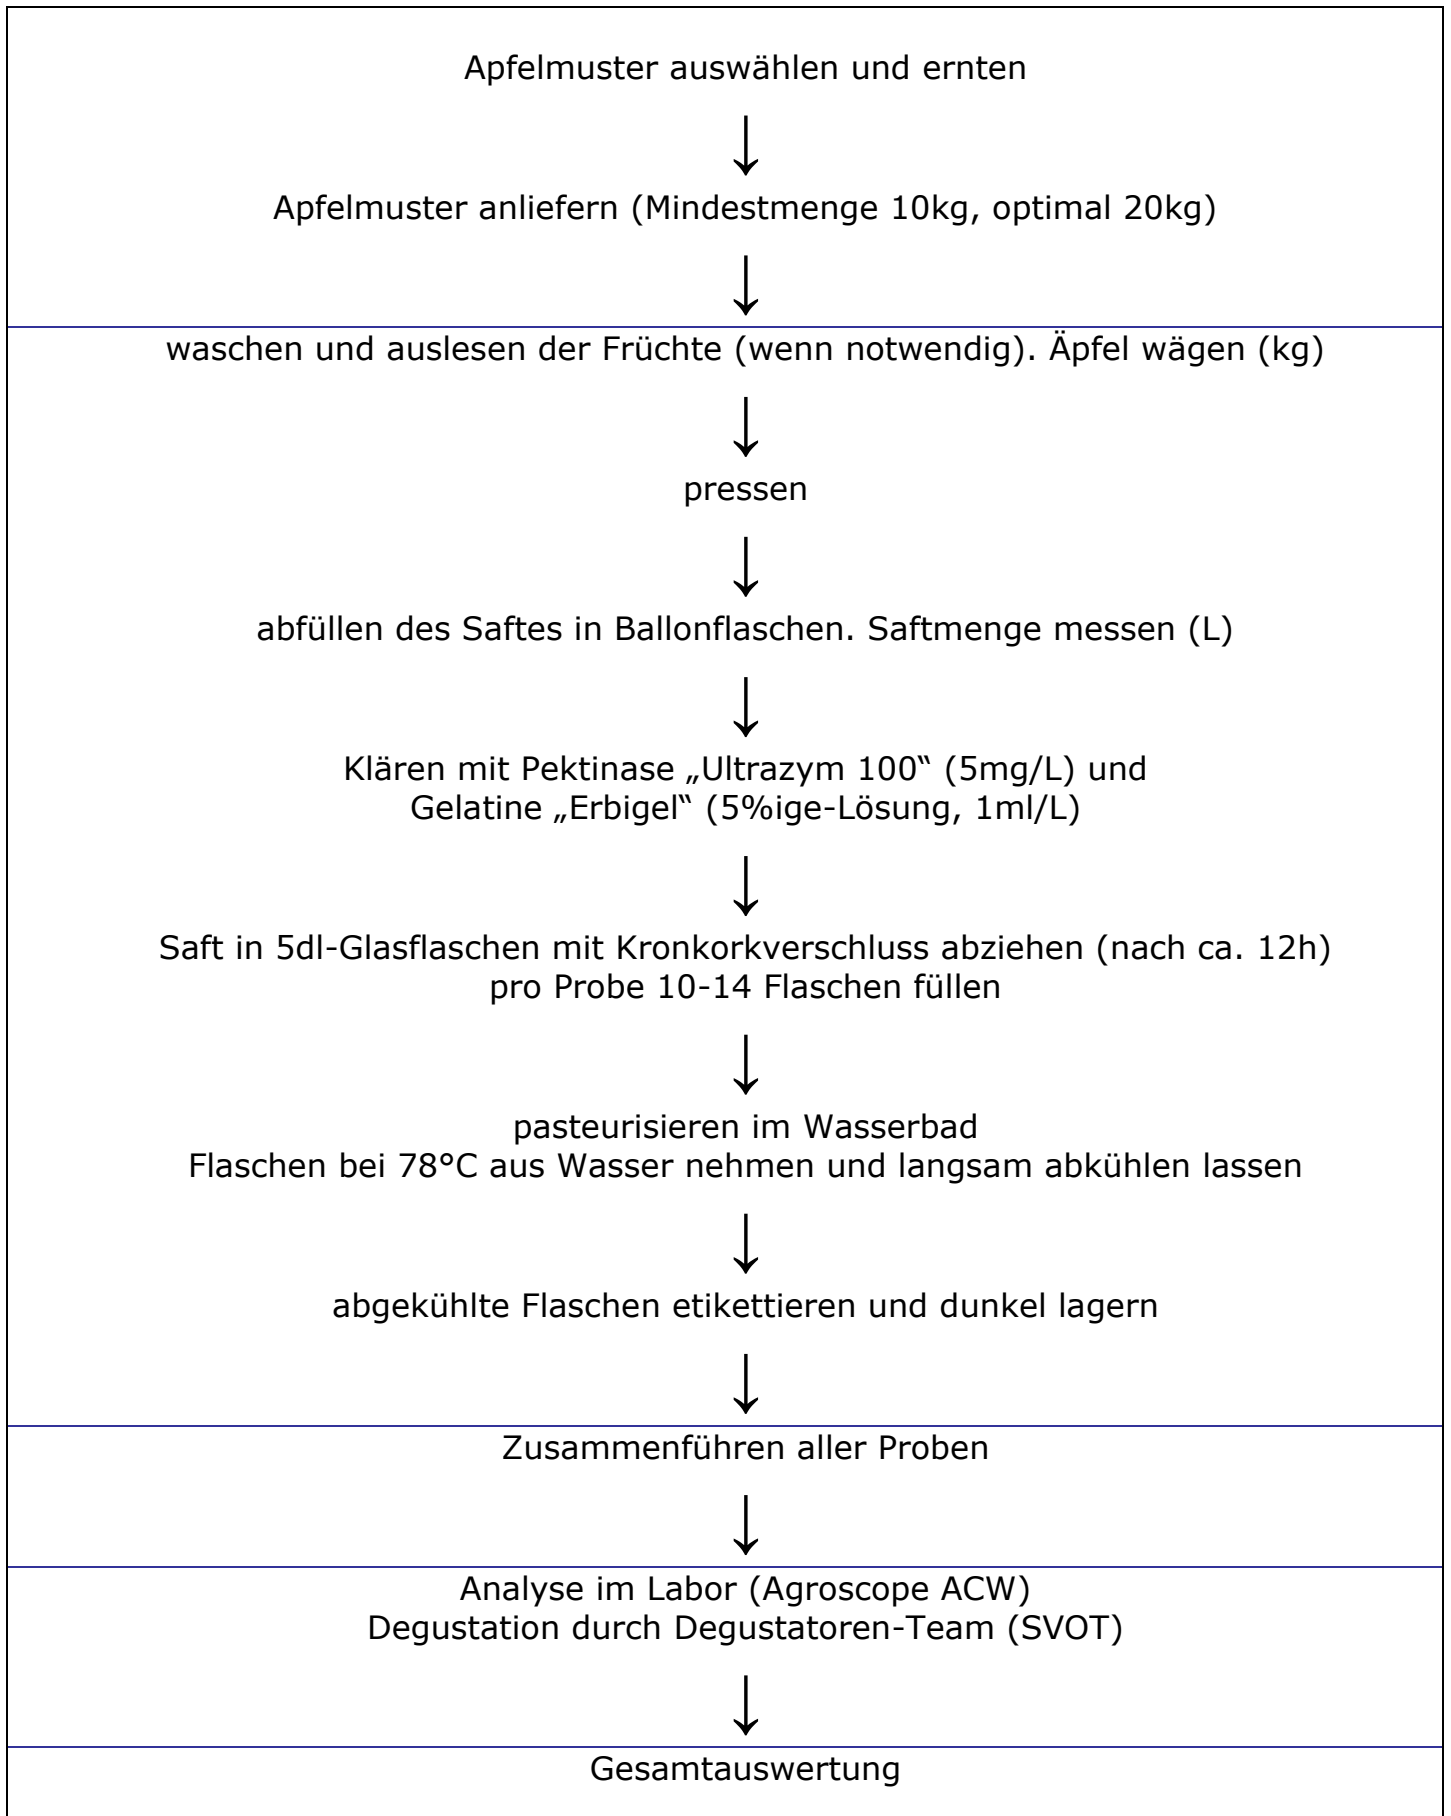 Apfelmuster auswählen und ernten
Apfelmuster anliefern (Mindestmenge 10kg, optimal 20kg)
waschen und auslesen der Früchte (wenn notwendig). Äpfel wägen (kg)
pressen
abfüllen des Saftes in Ballonflaschen. Saftmenge messen (L)
Klären mit Pektinase „Ultrazym 100“ (5mg/L) und
Gelatine „Erbigel“ (5%ige-Lösung, 1ml/L)
Saft in 5dl-Glasflaschen mit Kronkorkverschluss abziehen (nach ca. 12h)
pro Probe 10-14 Flaschen füllen
pasteurisieren im Wasserbad
Flaschen bei 78°C aus Wasser nehmen und langsam abkühlen lassen
abgekühlte Flaschen etikettieren und dunkel lagern
Zusammenführen aller Proben
Analyse im Labor (Agroscope ACW)
Degustation durch Degustatoren-Team (SVOT)
Gesamtauswertung